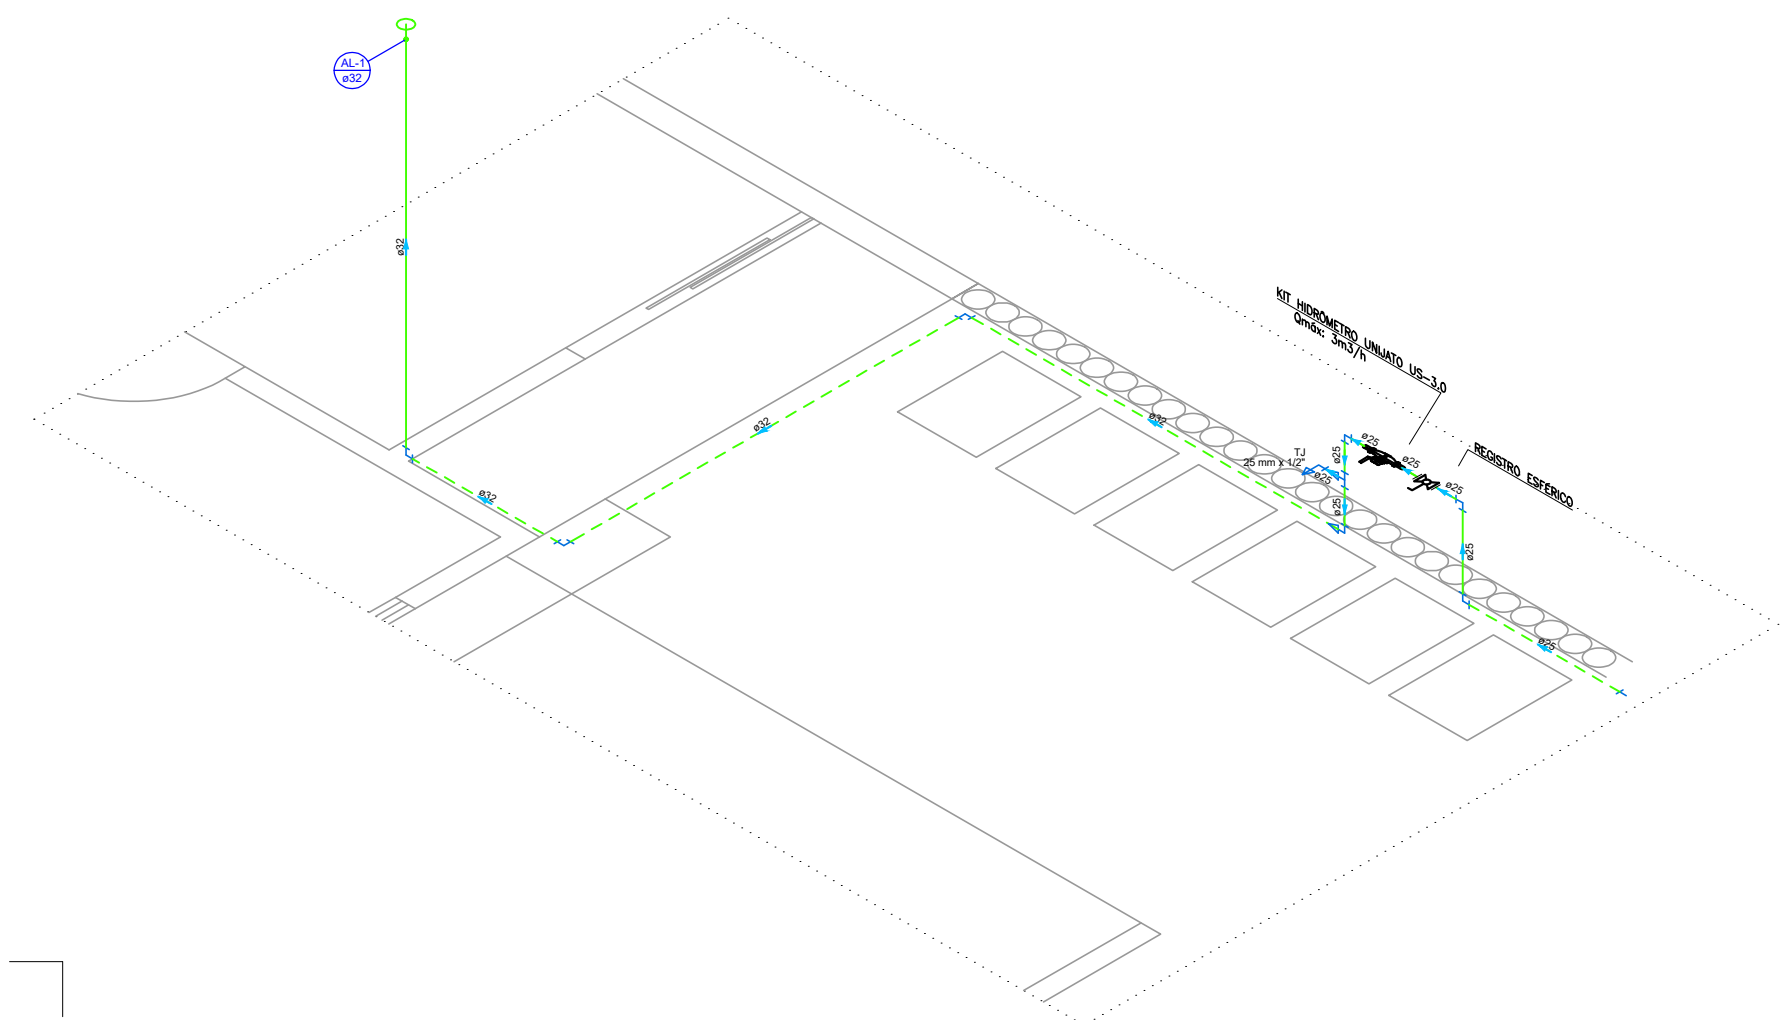 AL-1
ø32
ø32
KIT HIDRÔMETRO UNIJATO US-3.0
Qmáx: 3m3/h
ø32
ø32
ø25
ø25
ø25
REGISTRO ESFÉRICO
TJ
25 mm x 1/2"
ø25
ø25
ø32
ø25
ø25
ø25